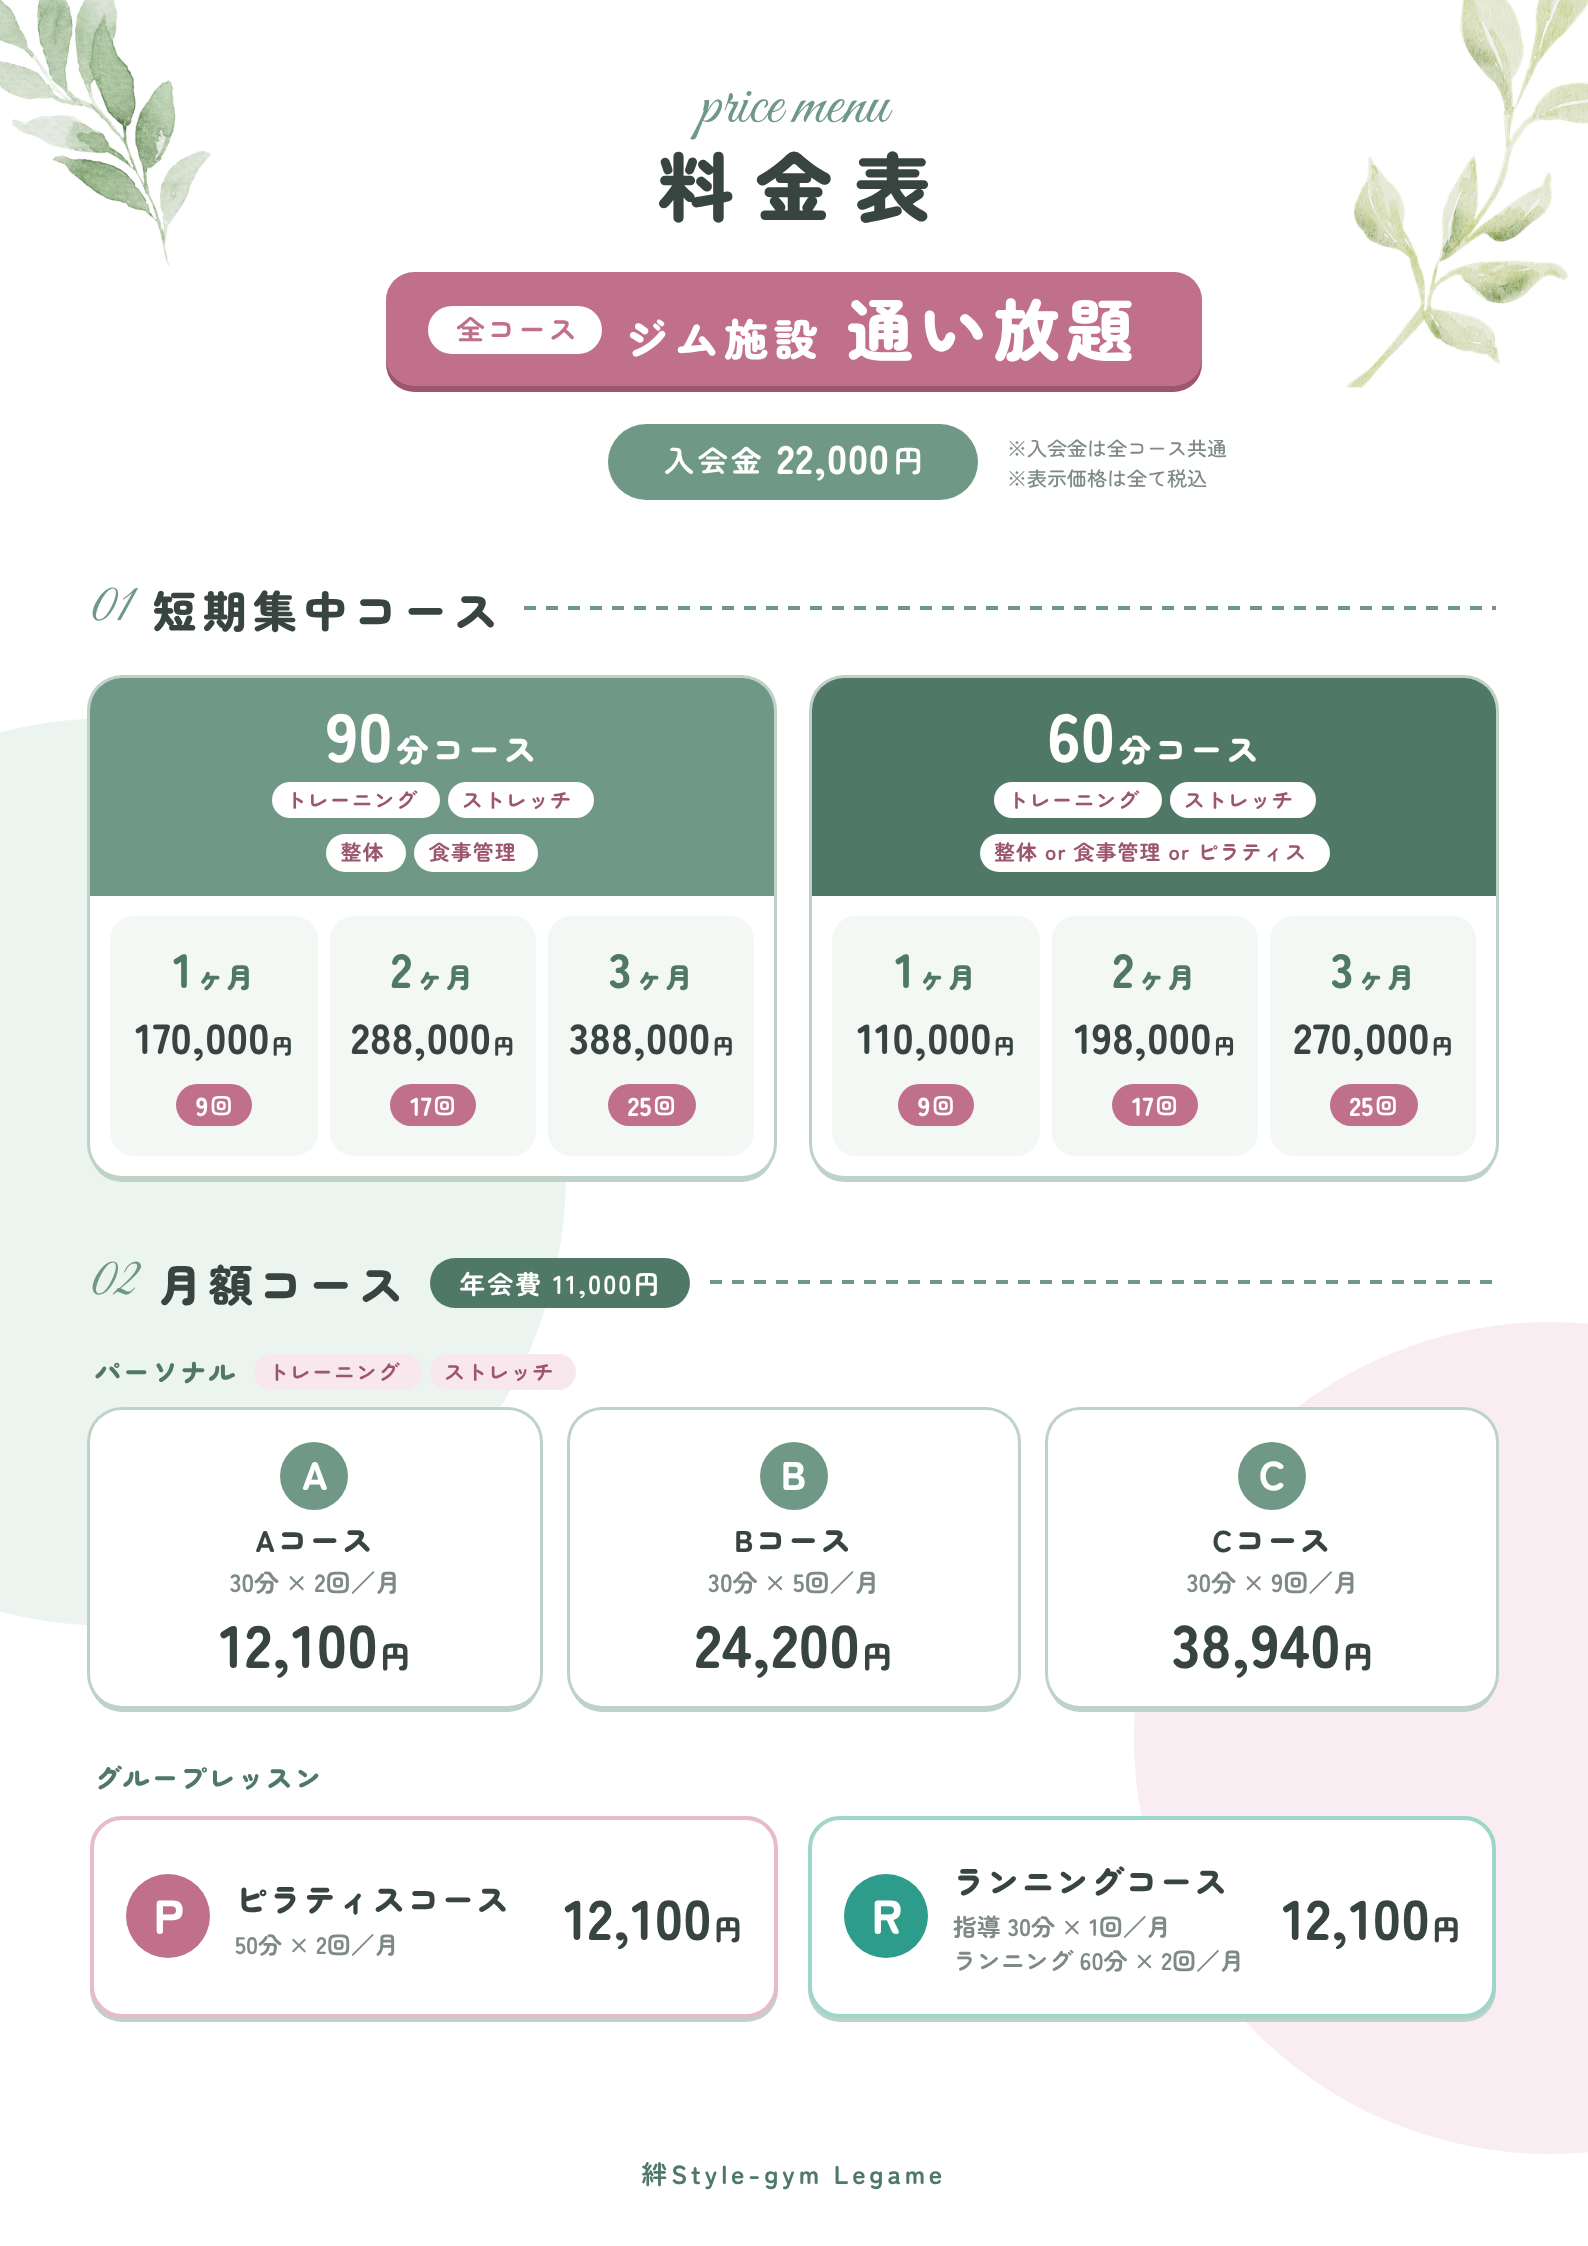 price menu
料金表
全コース ジム施設 通い放題
入会金 22,000円
※入会金は全コース共通
※表示価格は全て税込
01 短期集中コース
90分コース
トレーニング ストレッチ
整体 食事管理
1ヶ月 2ヶ月 3ヶ月
170,000円 288,000円 388,000円
9回 17回 25回
60分コース
トレーニング ストレッチ
整体 or 食事管理 or ピラティス
1ヶ月 2ヶ月 3ヶ月
110,000円 198,000円 270,000円
9回 17回 25回
02 月額コース 年会費 11,000円
パーソナル トレーニング ストレッチ
A
Aコース
30分 × 2回／月
12,100円
B
Bコース
30分 × 5回／月
24,200円
C
Cコース
30分 × 9回／月
38,940円
グループレッスン
P
ピラティスコース
50分 × 2回／月
12,100円
R
ランニングコース
指導 30分 × 1回／月
ランニング 60分 × 2回／月
12,100円
絆Style-gym Legame